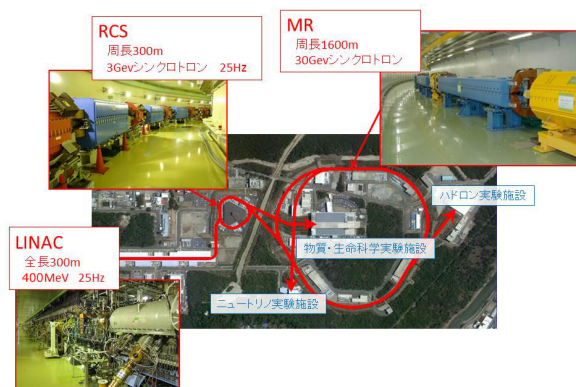 RCS
周長300m
3Gevシンクロトロン 25Hz
MR
周長1600m
30Gevシンクロトロン
ハドロン実験施設
物質・生命科学実験施設
ニュートリノ実験施設
LINAC
全長300m
400MeV 25Hz